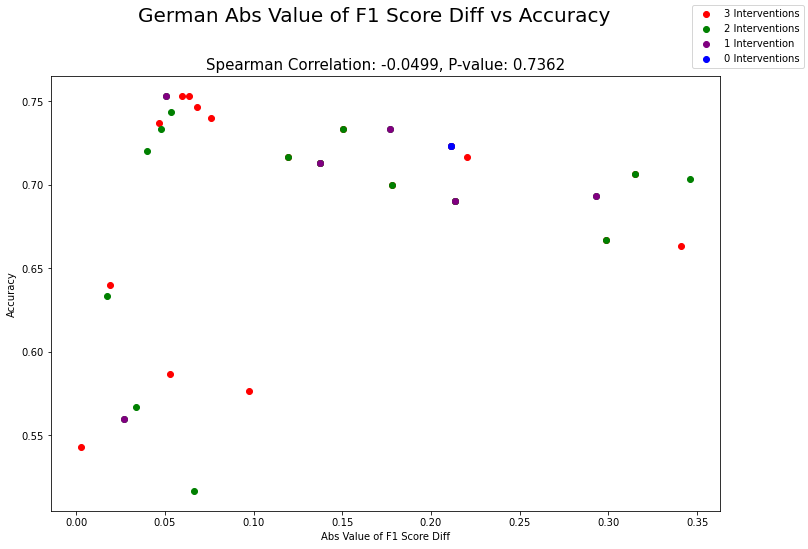 German Abs Value of F1 Score Diff vs Accuracy
3 Interventions
2 Interventions
1 Intervention
0 Interventions
Spearman Correlation: -0.0499, P-value: 0.7362
Accuracy
0.75
0.70
0.65
0.60
0.55
0.00 0.05 0.10 0.15 0.20 0.25 0.30 0.35
Abs Value of F1 Score Diff